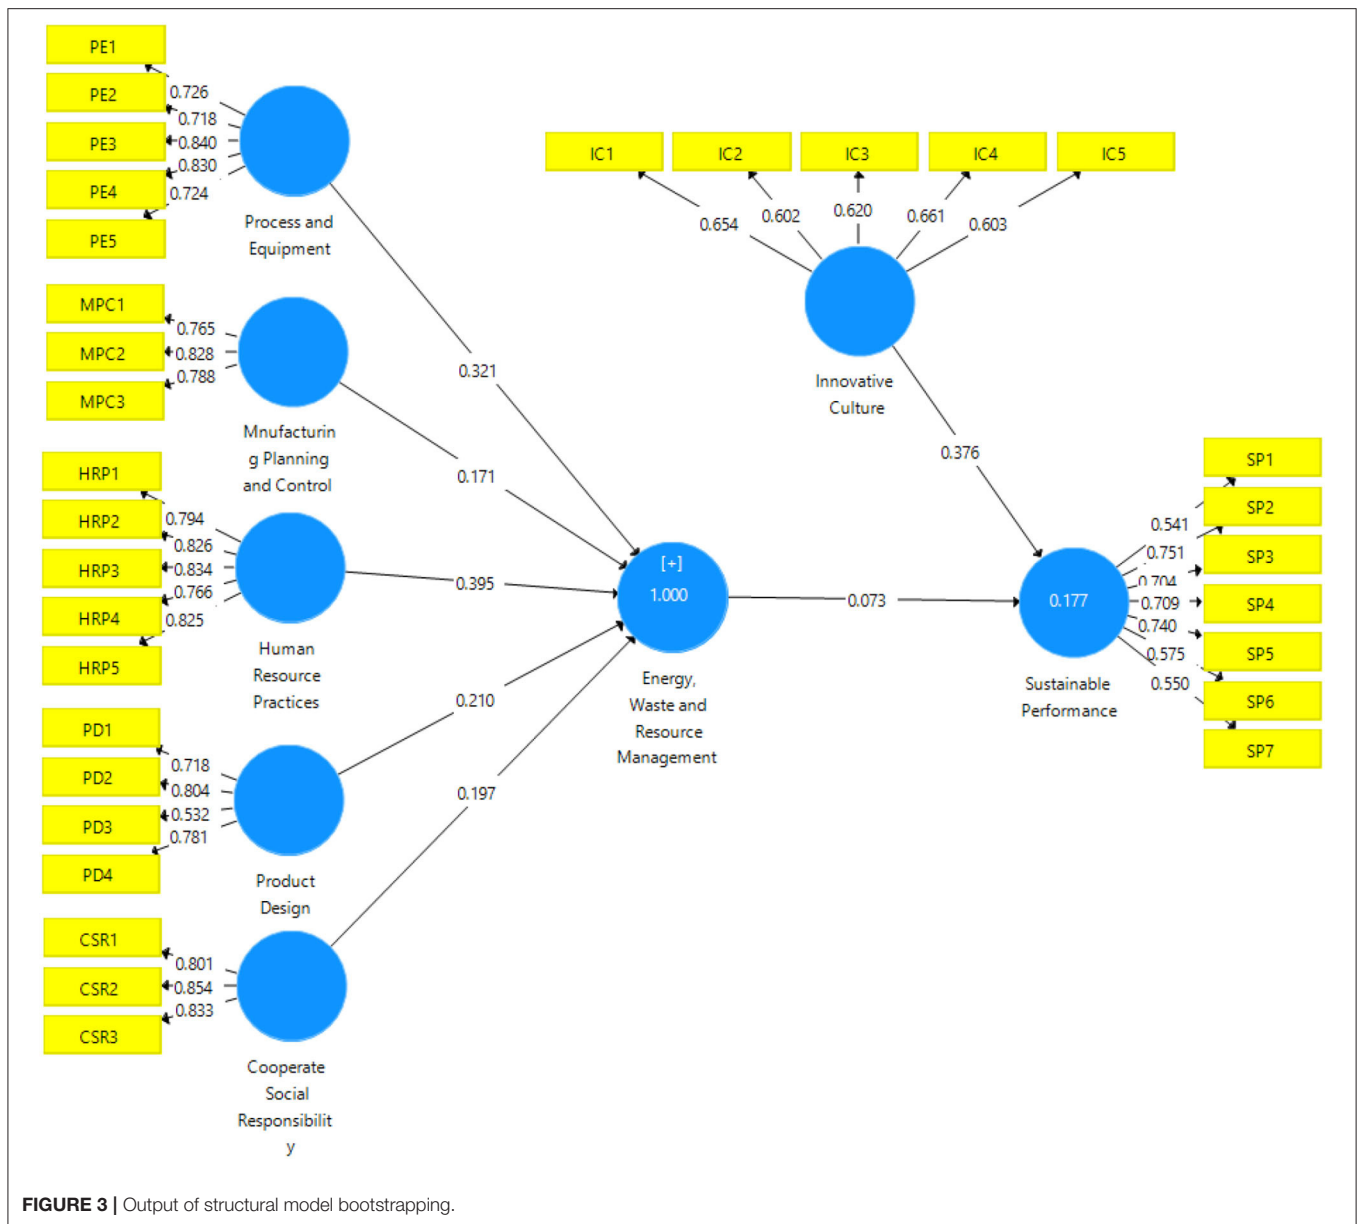 PE1
0.726
PE2
0.718
PE3
0.840
0.830
PE4
0.724
PE5
Process and
Equipment
MPC1
0.765
MPC2
0.828
0.788
MPC3
Mnufacturin
g Planning
and Control
HRP1
0.794
HRP2
0.826
HRP3
0.834
0.766
HRP4
0.825
HRP5
Human
Resource
Practices
PD1
0.718
PD2
0.804
0.532
PD3
0.781
PD4
Product
Design
CSR1
0.801
CSR2
0.854
0.833
CSR3
Cooperate
Social
Responsibilit
y
0.321
0.171
0.395
0.210
0.197
[+]
1.000
Energy,
Waste and
Resource
Management
IC1
IC2
IC3
IC4
IC5
0.654
0.602
0.620
0.661
0.603
Innovative
Culture
0.376
0.073
0.177
Sustainable
Performance
SP1
0.541
SP2
0.751
SP3
0.704
0.709
SP4
0.740
SP5
0.575
0.550
SP6
SP7
FIGURE 3 | Output of structural model bootstrapping.